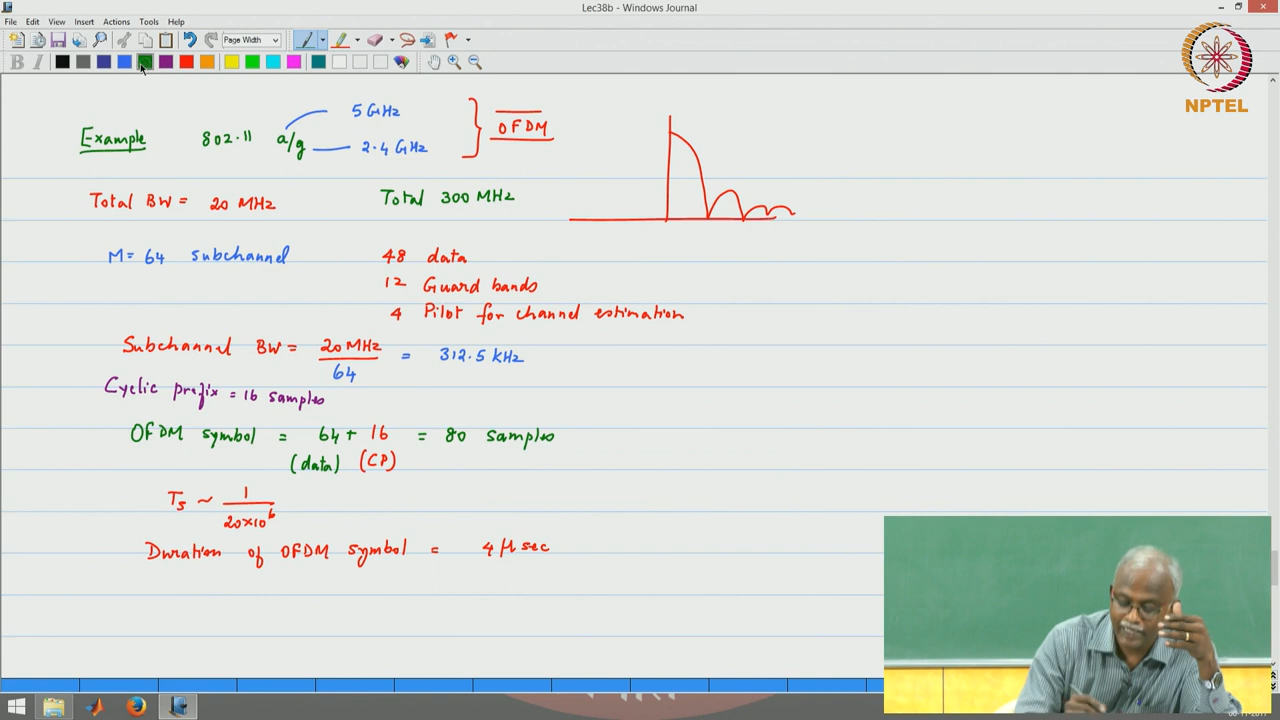 Lec38b - Windows Journal
File Edit View Insert Actions Tools Help
Page Width
NPTEL
Example 802.11 a/g 5 GHz
2.4 GHz
OFDM
Total BW = 20 MHz Total 300 MHz
M = 64 subchannel 48 data
12 Guard bands
4 Pilot for channel estimation
Subchannel BW = 20 MHz / 64 = 312.5 kHz
Cyclic prefix = 16 samples
OFDM symbol = 64 + 16 = 80 samples
(data) (CP)
Ts ~ 1 / 20×10⁶
Duration of OFDM symbol = 4 μsec